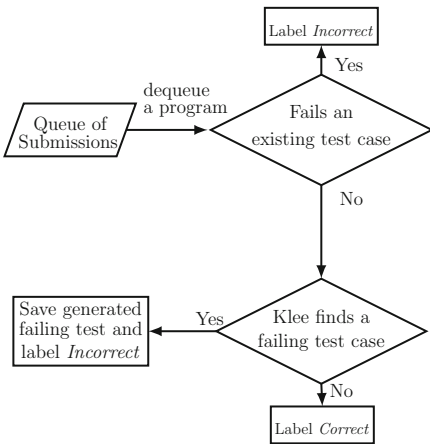 Label Incorrect
Yes
dequeue
a program
Queue of
Submissions
Fails an
existing test case
No
Save generated
failing test and
label Incorrect
Yes
Klee finds a
failing test case
No
Label Correct